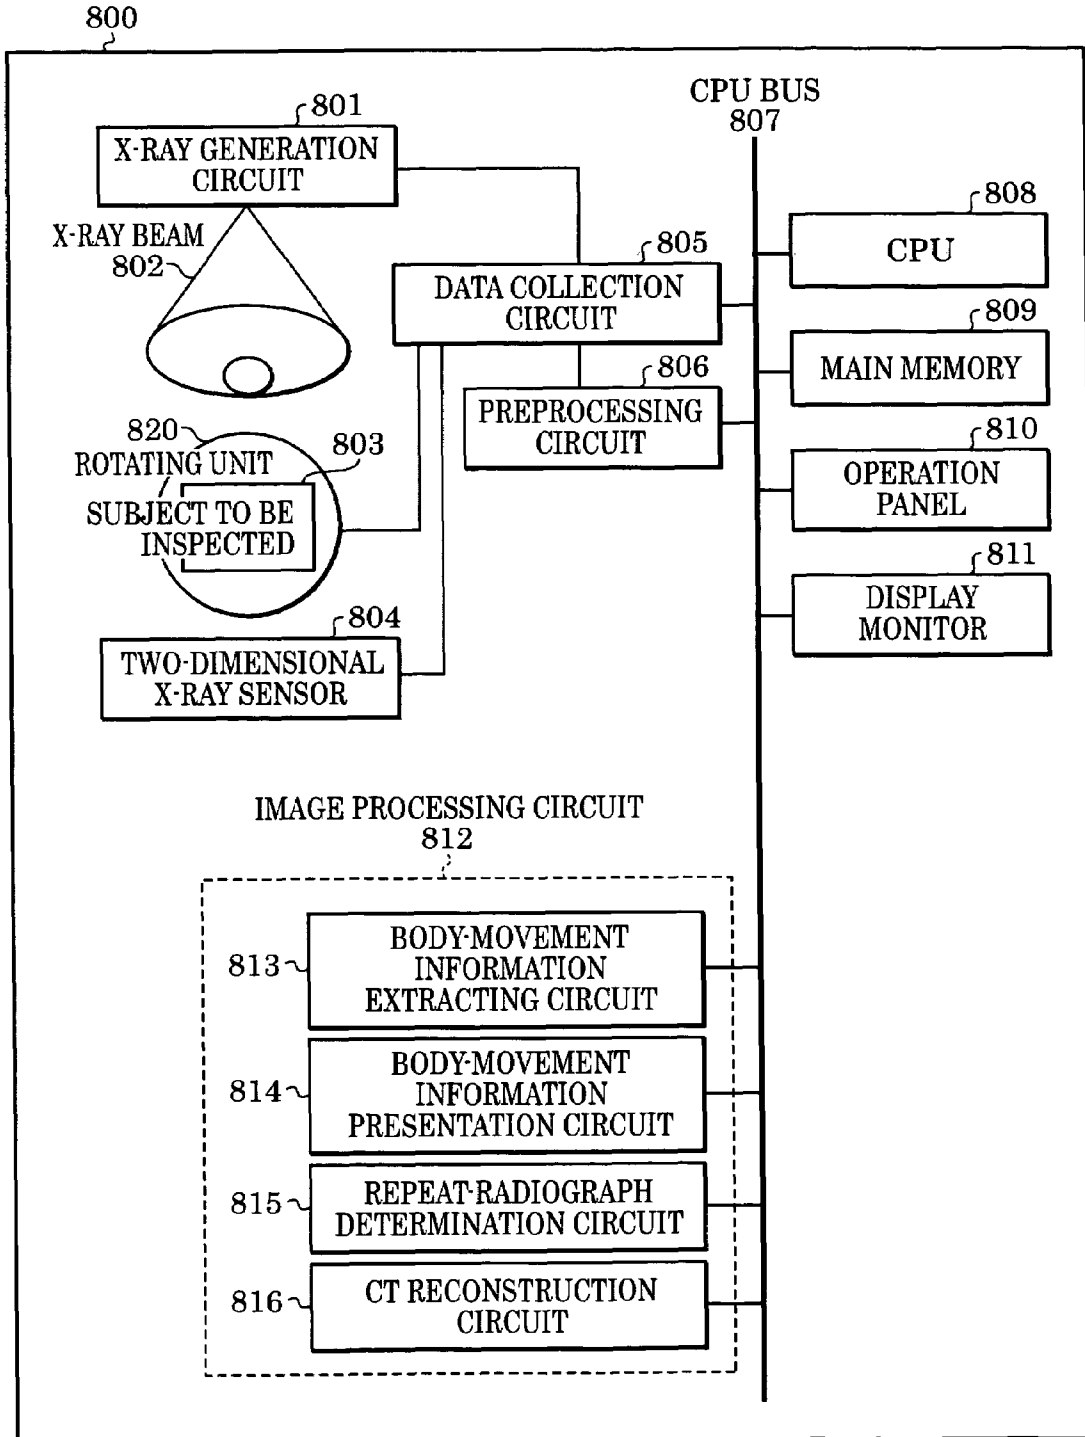 800
801
X-RAY GENERATION
CIRCUIT
X-RAY BEAM
802
CPU BUS
807
805
DATA COLLECTION
CIRCUIT
808
CPU
809
MAIN MEMORY
806
PREPROCESSING
CIRCUIT
820
ROTATING UNIT
803
SUBJECT TO BE
INSPECTED
810
OPERATION
PANEL
811
DISPLAY
MONITOR
804
TWO-DIMENSIONAL
X-RAY SENSOR
IMAGE PROCESSING CIRCUIT
812
813
BODY-MOVEMENT
INFORMATION
EXTRACTING CIRCUIT
814
BODY-MOVEMENT
INFORMATION
PRESENTATION CIRCUIT
815
REPEAT-RADIOGRAPH
DETERMINATION CIRCUIT
816
CT RECONSTRUCTION
CIRCUIT